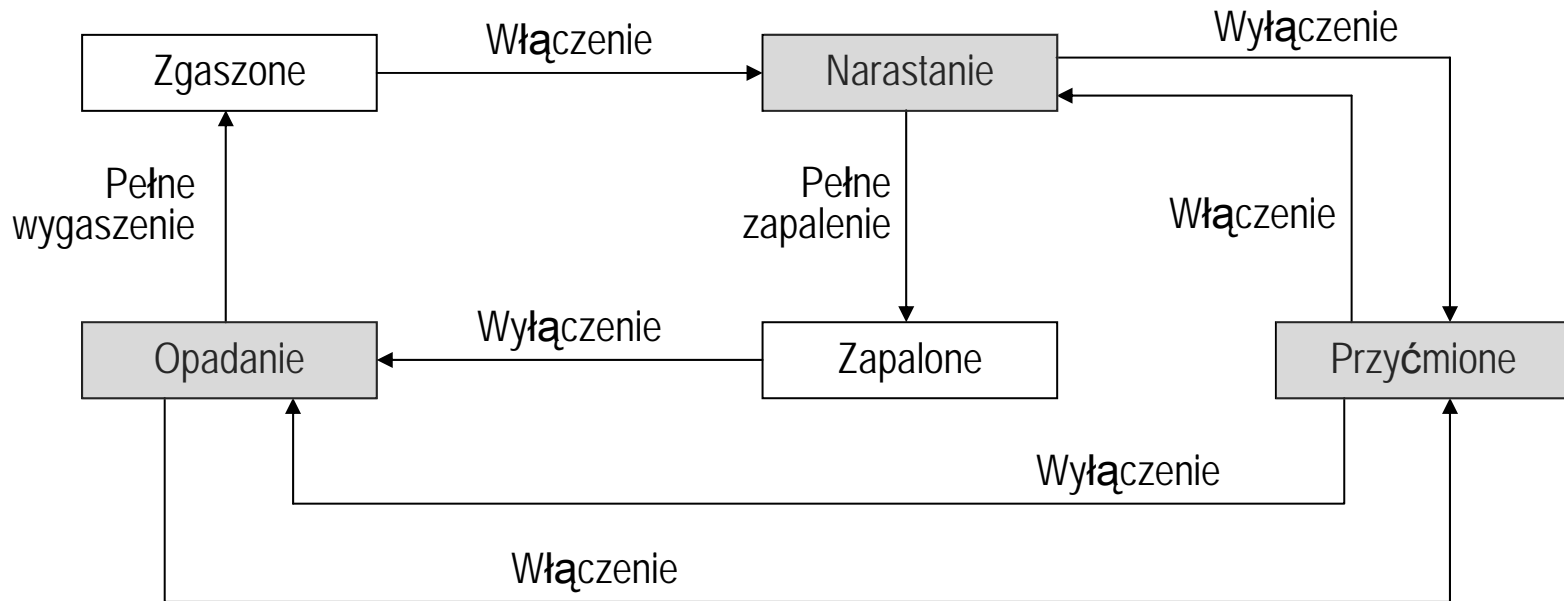 Włączenie
Wyłączenie
Zgaszone
Narastanie
Pełne
wygaszenie
Pełne
zapalenie
Włączenie
Wyłączenie
Opadanie
Zapalone
Przyćmione
Wyłączenie
Włączenie